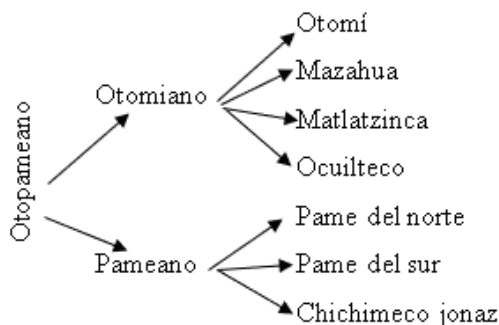 Otopameano
Otomiano
Otomí
Mazahua
Matlatzinca
Ocuilteco
Pameano
Pame del norte
Pame del sur
Chichimeco jonaz